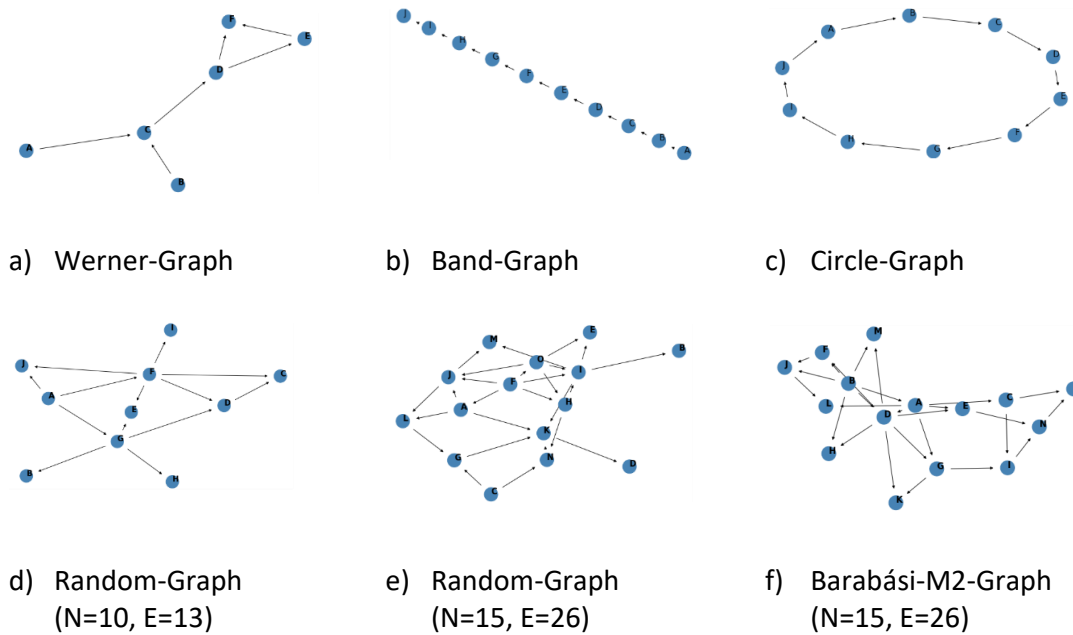 F
E
D
C
A
B
J
I
H
G
F
E
D
C
B
A
B
C
A
D
J
E
I
F
H
G
a) Werner-Graph
b) Band-Graph
c) Circle-Graph
I
J
F
C
A
D
E
G
B
H
E
M
O
B
I
J
F
A
H
L
K
G
N
D
C
M
F
J
B
A
C
L
E
D
N
H
G
I
K
d) Random-Graph
(N=10, E=13)
e) Random-Graph
(N=15, E=26)
f) Barabási-M2-Graph
(N=15, E=26)